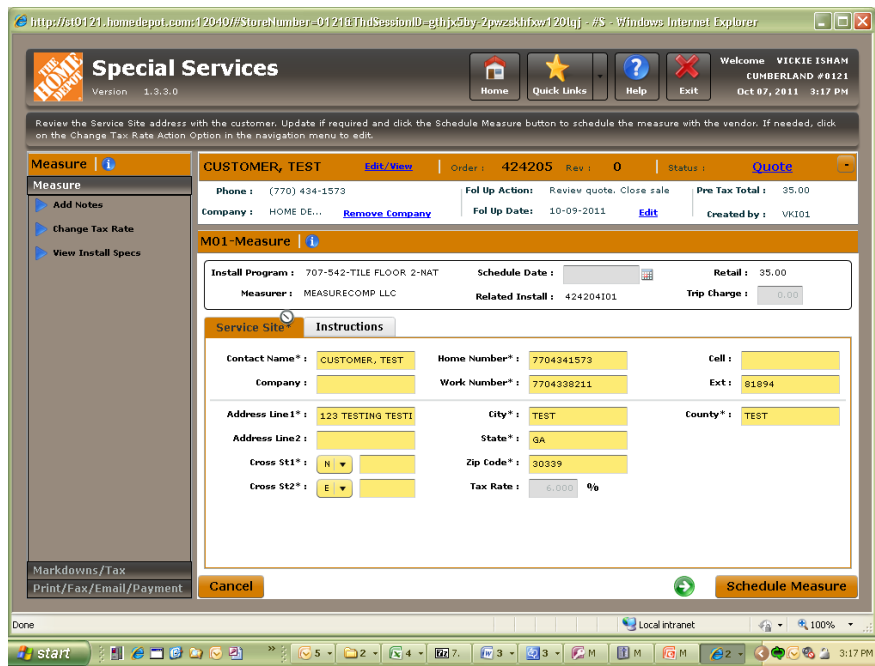 http://st0121.homedepot.com:12040/#StoreNumber=0121&ThdSessionID=gthjx5by-2pwzskhfxw120lqj - #S - Windows Internet Explorer
THE HOME DEPOT
Special Services
Version 1.3.3.0
Home
Quick Links
Help
Exit
Welcome VICKIE ISHAM
CUMBERLAND #0121
Oct 07, 2011 3:17 PM
Review the Service Site address with the customer. Update if required and click the Schedule Measure button to schedule the measure with the vendor. If needed, click
on the Change Tax Rate Action Option in the navigation menu to edit.
Measure
Measure
Add Notes
Change Tax Rate
View Install Specs
Markdowns/Tax
Print/Fax/Email/Payment
CUSTOMER, TEST Edit/View Order : 424205 Rev : 0 Status : Quote
Phone : (770) 434-1573 Fol Up Action: Review quote. Close sale Pre Tax Total : 35.00
Company : HOME DE... Remove Company Fol Up Date: 10-09-2011 Edit Created by : VKI01
M01-Measure
Install Program : 707-542-TILE FLOOR 2-NAT Schedule Date : Retail : 35.00
Measurer : MEASURECOMP LLC Related Install : 424204I01 Trip Charge : 0.00
Service Site* Instructions
Contact Name* : CUSTOMER, TEST Home Number* : 7704341573 Cell :
Company : Work Number* : 7704338211 Ext : 81894
Address Line1* : 123 TESTING TESTI City* : TEST County* : TEST
Address Line2 : State* : GA
Cross St1* : N Zip Code* : 30339
Cross St2* : E Tax Rate : 6.000 %
Cancel
Schedule Measure
Done Local intranet 100%
start » 5 2 4 7. 3 3 M M M 2 3:17 PM